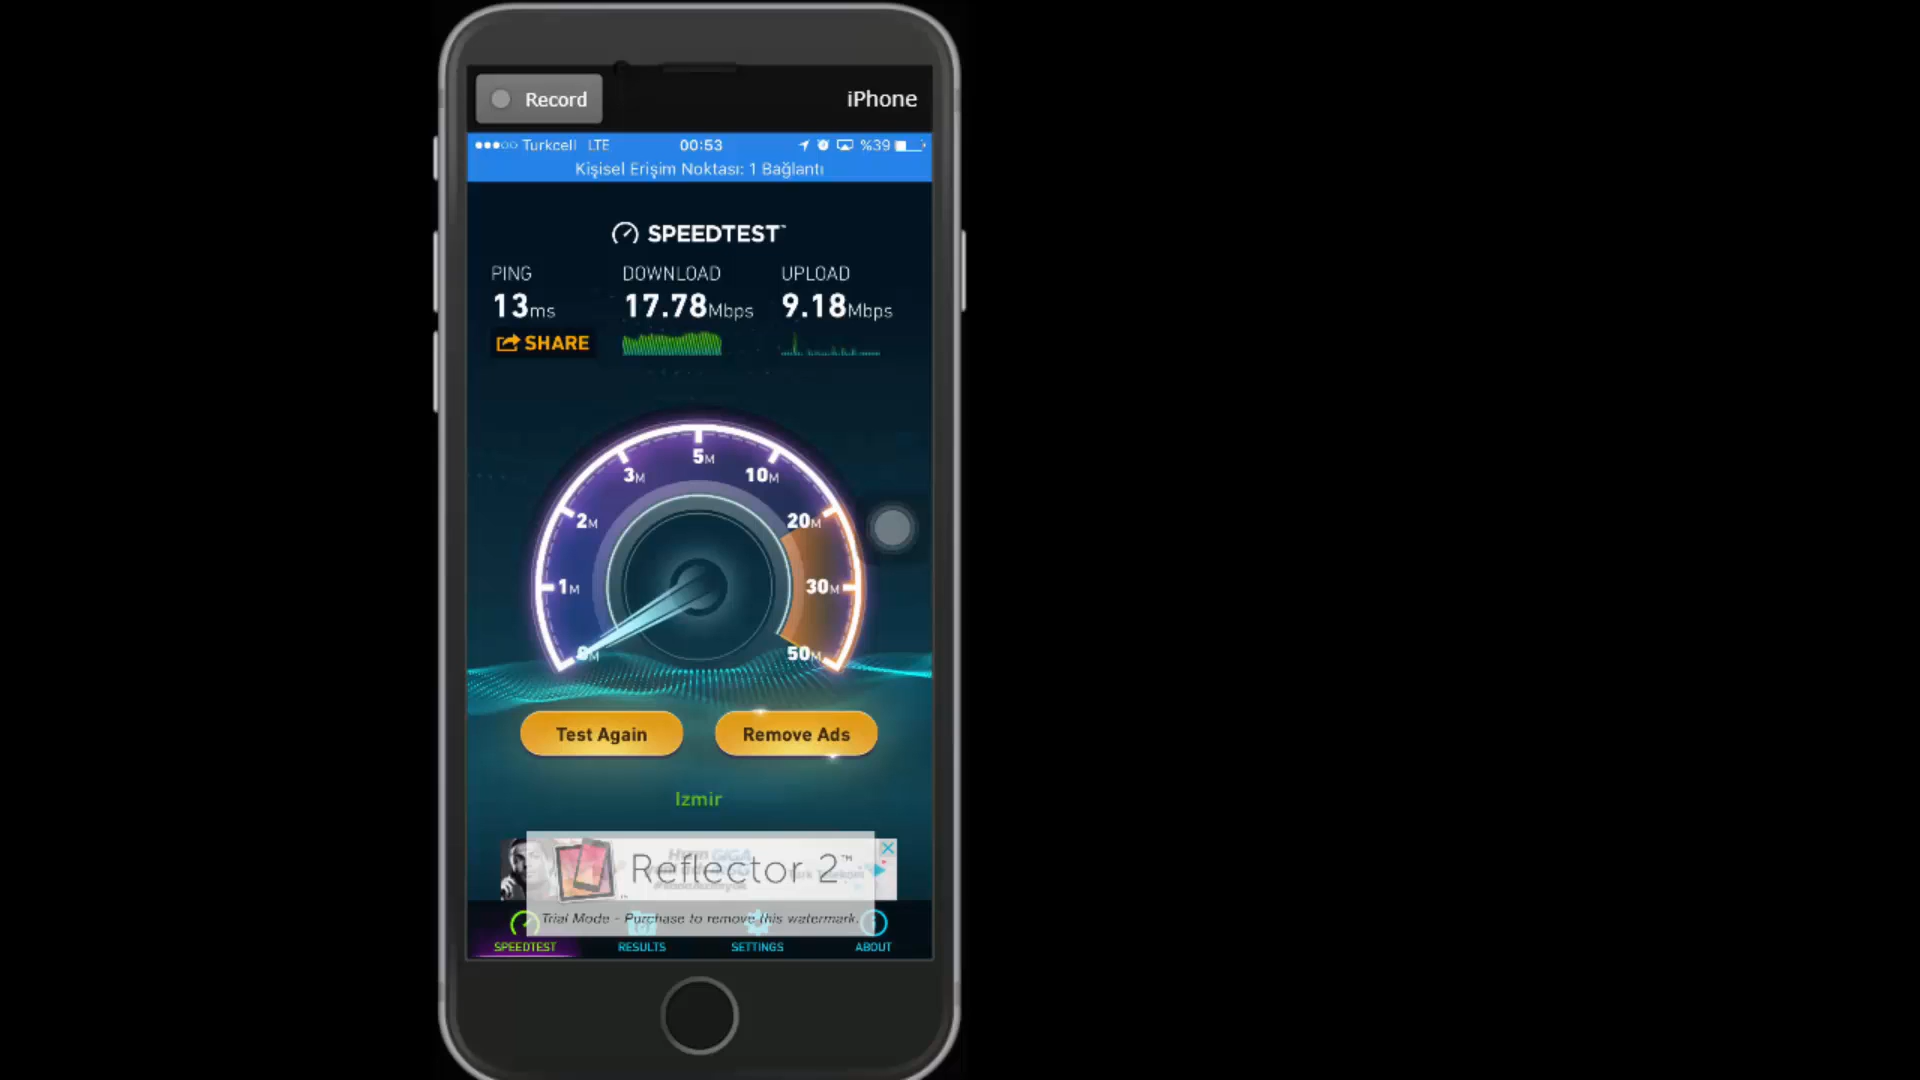 Record
iPhone
Turkcell LTE 00:53 %39
Kişisel Erişim Noktası: 1 Bağlantı
SPEEDTEST™
PING DOWNLOAD UPLOAD
13ms 17.78Mbps 9.18Mbps
SHARE
5M
3M 10M
2M 20M
1M 30M
0M 50M
Test Again Remove Ads
Izmir
Reflector 2™
Trial Mode - Purchase to remove this watermark.
SPEEDTEST RESULTS SETTINGS ABOUT